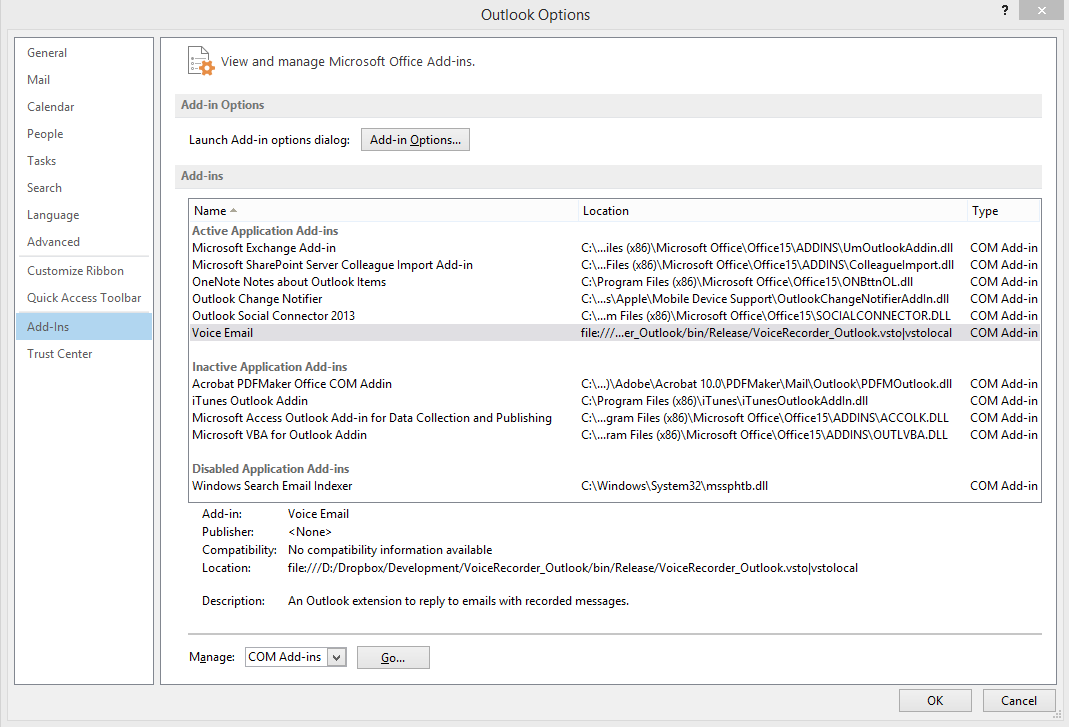 Outlook Options
?
General
Mail
Calendar
People
Tasks
Search
Language
Advanced
Customize Ribbon
Quick Access Toolbar
Add-Ins
Trust Center
View and manage Microsoft Office Add-ins.
Add-in Options
Launch Add-in options dialog: Add-in Options...
Add-ins
Name Location Type
Active Application Add-ins
Microsoft Exchange Add-in C:\...iles (x86)\Microsoft Office\Office15\ADDINS\UmOutlookAddin.dll COM Add-in
Microsoft SharePoint Server Colleague Import Add-in C:\...Files (x86)\Microsoft Office\Office15\ADDINS\ColleagueImport.dll COM Add-in
OneNote Notes about Outlook Items C:\Program Files (x86)\Microsoft Office\Office15\ONBttnOL.dll COM Add-in
Outlook Change Notifier C:\...s\Apple\Mobile Device Support\OutlookChangeNotifierAddIn.dll COM Add-in
Outlook Social Connector 2013 C:\...m Files (x86)\Microsoft Office\Office15\SOCIALCONNECTOR.DLL COM Add-in
Voice Email file:///...er_Outlook/bin/Release/VoiceRecorder_Outlook.vsto|vstolocal COM Add-in
Inactive Application Add-ins
Acrobat PDFMaker Office COM Addin C:\...)\Adobe\Acrobat 10.0\PDFMaker\Mail\Outlook\PDFMOutlook.dll COM Add-in
iTunes Outlook Addin C:\Program Files (x86)\iTunes\iTunesOutlookAddIn.dll COM Add-in
Microsoft Access Outlook Add-in for Data Collection and Publishing C:\...gram Files (x86)\Microsoft Office\Office15\ADDINS\ACCOLK.DLL COM Add-in
Microsoft VBA for Outlook Addin C:\...ram Files (x86)\Microsoft Office\Office15\ADDINS\OUTLVBA.DLL COM Add-in
Disabled Application Add-ins
Windows Search Email Indexer C:\Windows\System32\mssphtb.dll COM Add-in
Add-in: Voice Email
Publisher: <None>
Compatibility: No compatibility information available
Location: file:///D:/Dropbox/Development/VoiceRecorder_Outlook/bin/Release/VoiceRecorder_Outlook.vsto|vstolocal
Description: An Outlook extension to reply to emails with recorded messages.
Manage: COM Add-ins Go...
OK Cancel